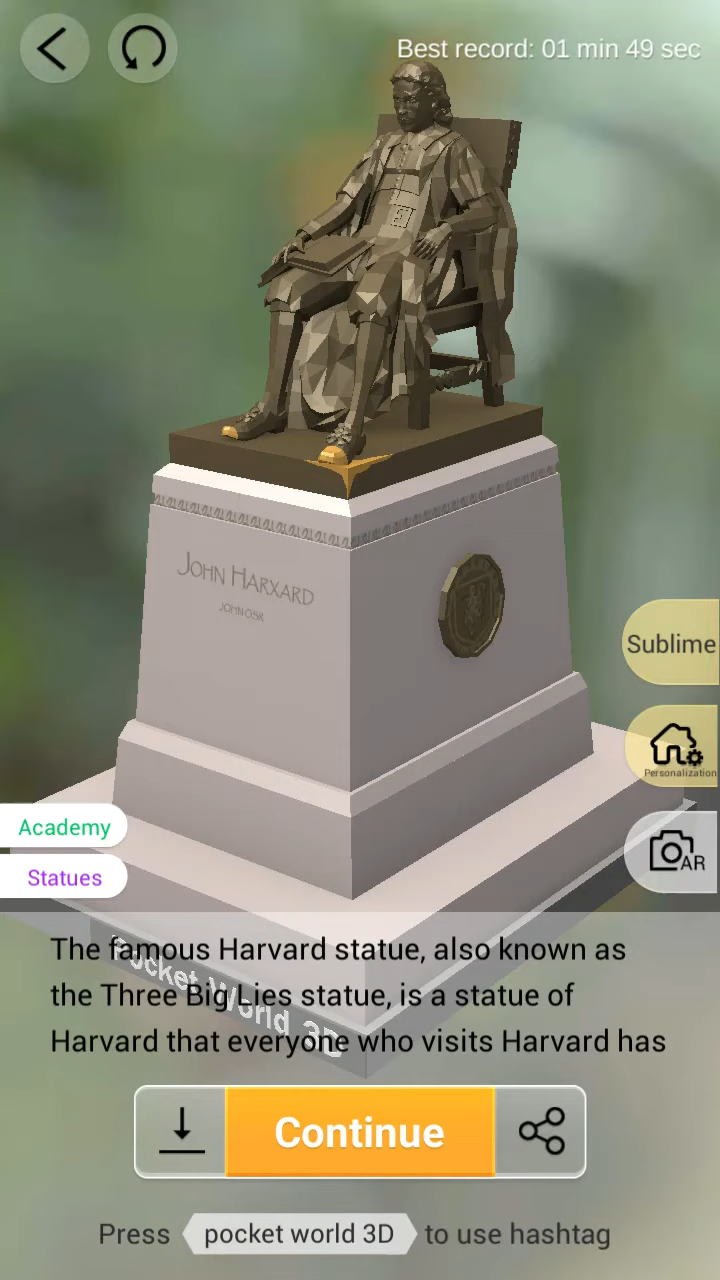 Best record: 01 min 49 sec
JOHN HARXARD
Sublime
Personalization
Academy
AR
Statues
The famous Harvard statue, also known as
the Three Big Lies statue, is a statue of
Harvard that everyone who visits Harvard has
Pocket World 3D
Continue
Press pocket world 3D to use hashtag